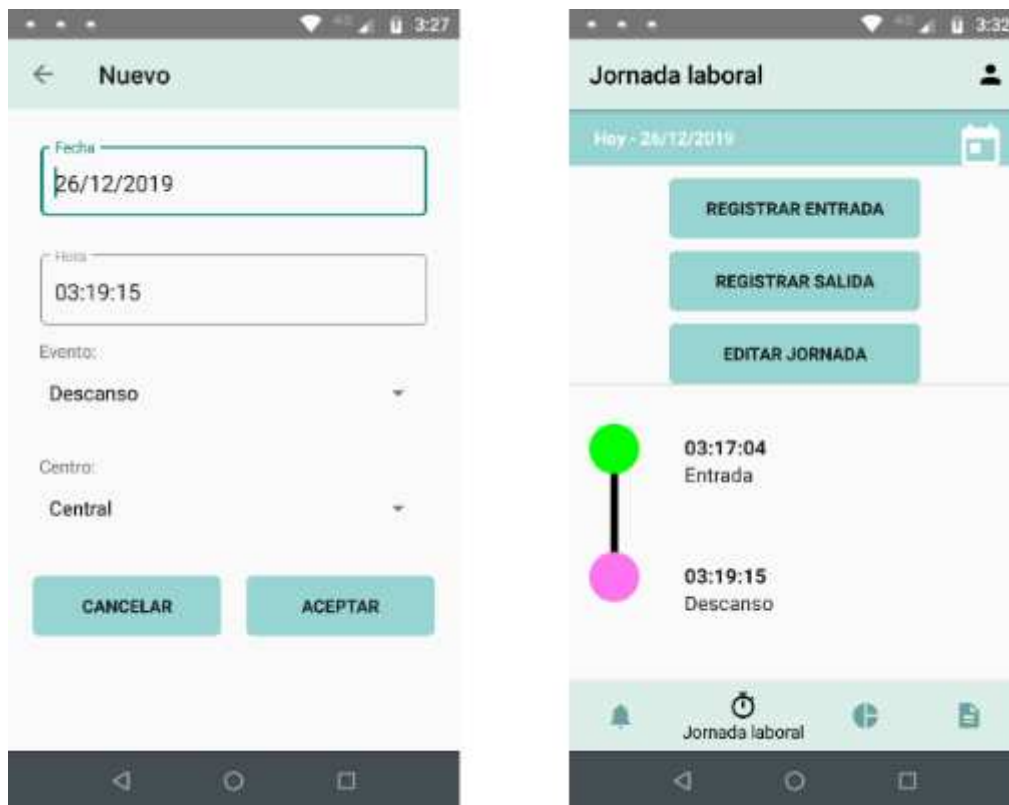 3:27
Nuevo
Fecha
26/12/2019
Hora
03:19:15
Evento:
Descanso
Centro:
Central
CANCELAR
ACEPTAR
3:32
Jornada laboral
Hoy - 26/12/2019
REGISTRAR ENTRADA
REGISTRAR SALIDA
EDITAR JORNADA
03:17:04
Entrada
03:19:15
Descanso
Jornada laboral